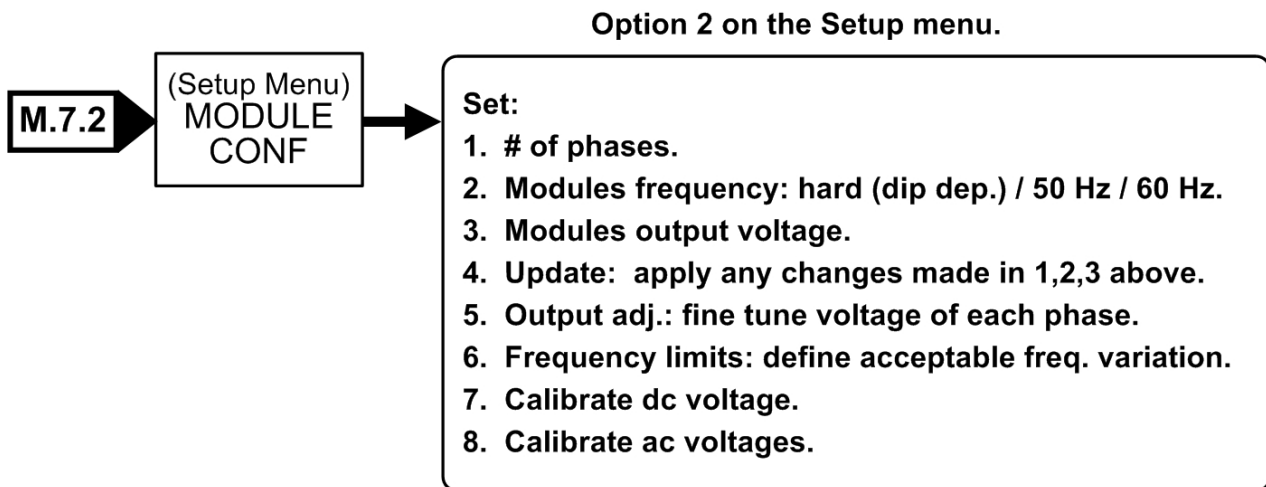 Option 2 on the Setup menu.
M.7.2
(Setup Menu)
MODULE
CONF
Set:
1. # of phases.
2. Modules frequency: hard (dip dep.) / 50 Hz / 60 Hz.
3. Modules output voltage.
4. Update: apply any changes made in 1,2,3 above.
5. Output adj.: fine tune voltage of each phase.
6. Frequency limits: define acceptable freq. variation.
7. Calibrate dc voltage.
8. Calibrate ac voltages.